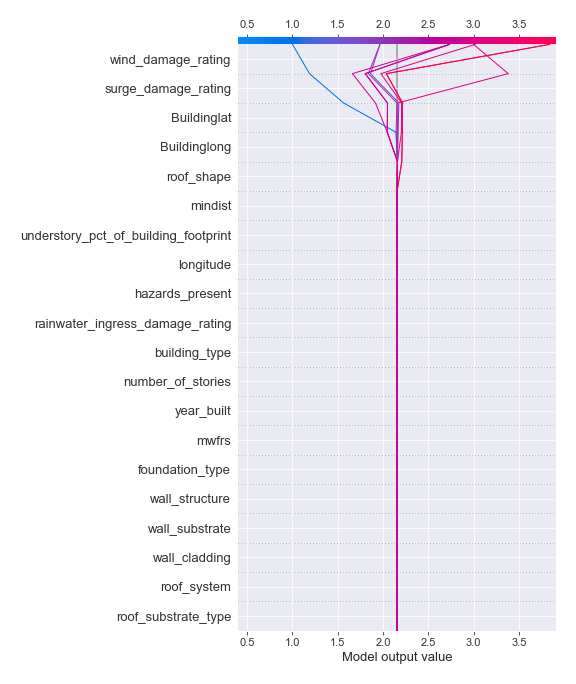 0.5 1.0 1.5 2.0 2.5 3.0 3.5
wind_damage_rating
surge_damage_rating
Buildinglat
Buildinglong
roof_shape
mindist
understory_pct_of_building_footprint
longitude
hazards_present
rainwater_ingress_damage_rating
building_type
number_of_stories
year_built
mwfrs
foundation_type
wall_structure
wall_substrate
wall_cladding
roof_system
roof_substrate_type
0.5 1.0 1.5 2.0 2.5 3.0 3.5
Model output value